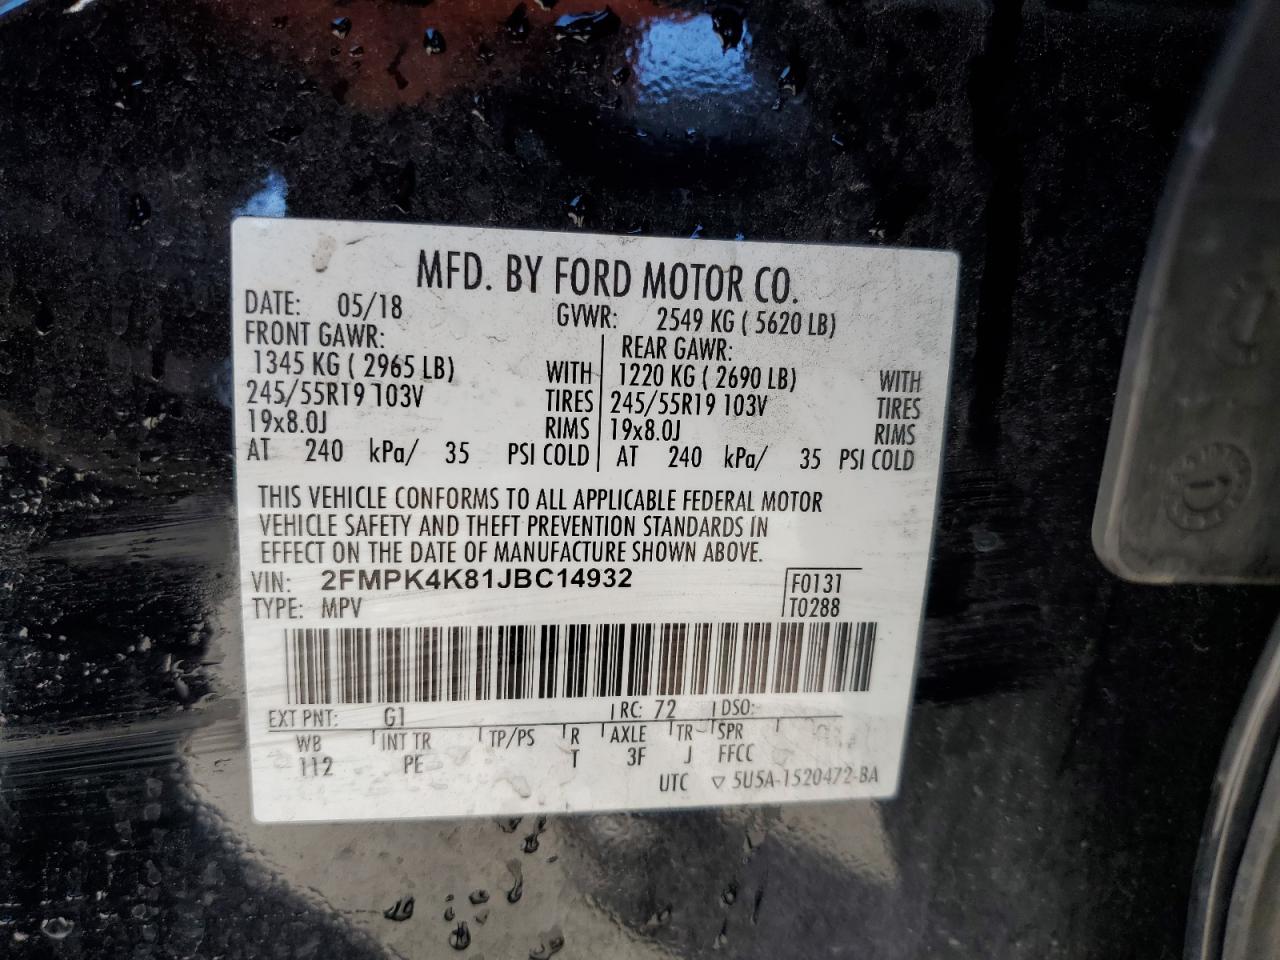 MFD. BY FORD MOTOR CO.
DATE: 05/18 GVWR: 2549 KG ( 5620 LB)
FRONT GAWR: REAR GAWR:
1345 KG ( 2965 LB) WITH 1220 KG ( 2690 LB) WITH
245/55R19 103V TIRES 245/55R19 103V TIRES
19x8.0J RIMS 19x8.0J RIMS
AT 240 kPa/ 35 PSI COLD AT 240 kPa/ 35 PSI COLD
THIS VEHICLE CONFORMS TO ALL APPLICABLE FEDERAL MOTOR
VEHICLE SAFETY AND THEFT PREVENTION STANDARDS IN
EFFECT ON THE DATE OF MANUFACTURE SHOWN ABOVE.
VIN: 2FMPK4K81JBC14932 F0131
TYPE: MPV T0288
EXT PNT: G1 RC: 72 DSO:
WB INT TR TP/PS R AXLE TR SPR
112 PE T 3F J FFCC
UTC ▽ 5U5A-1520472-BA